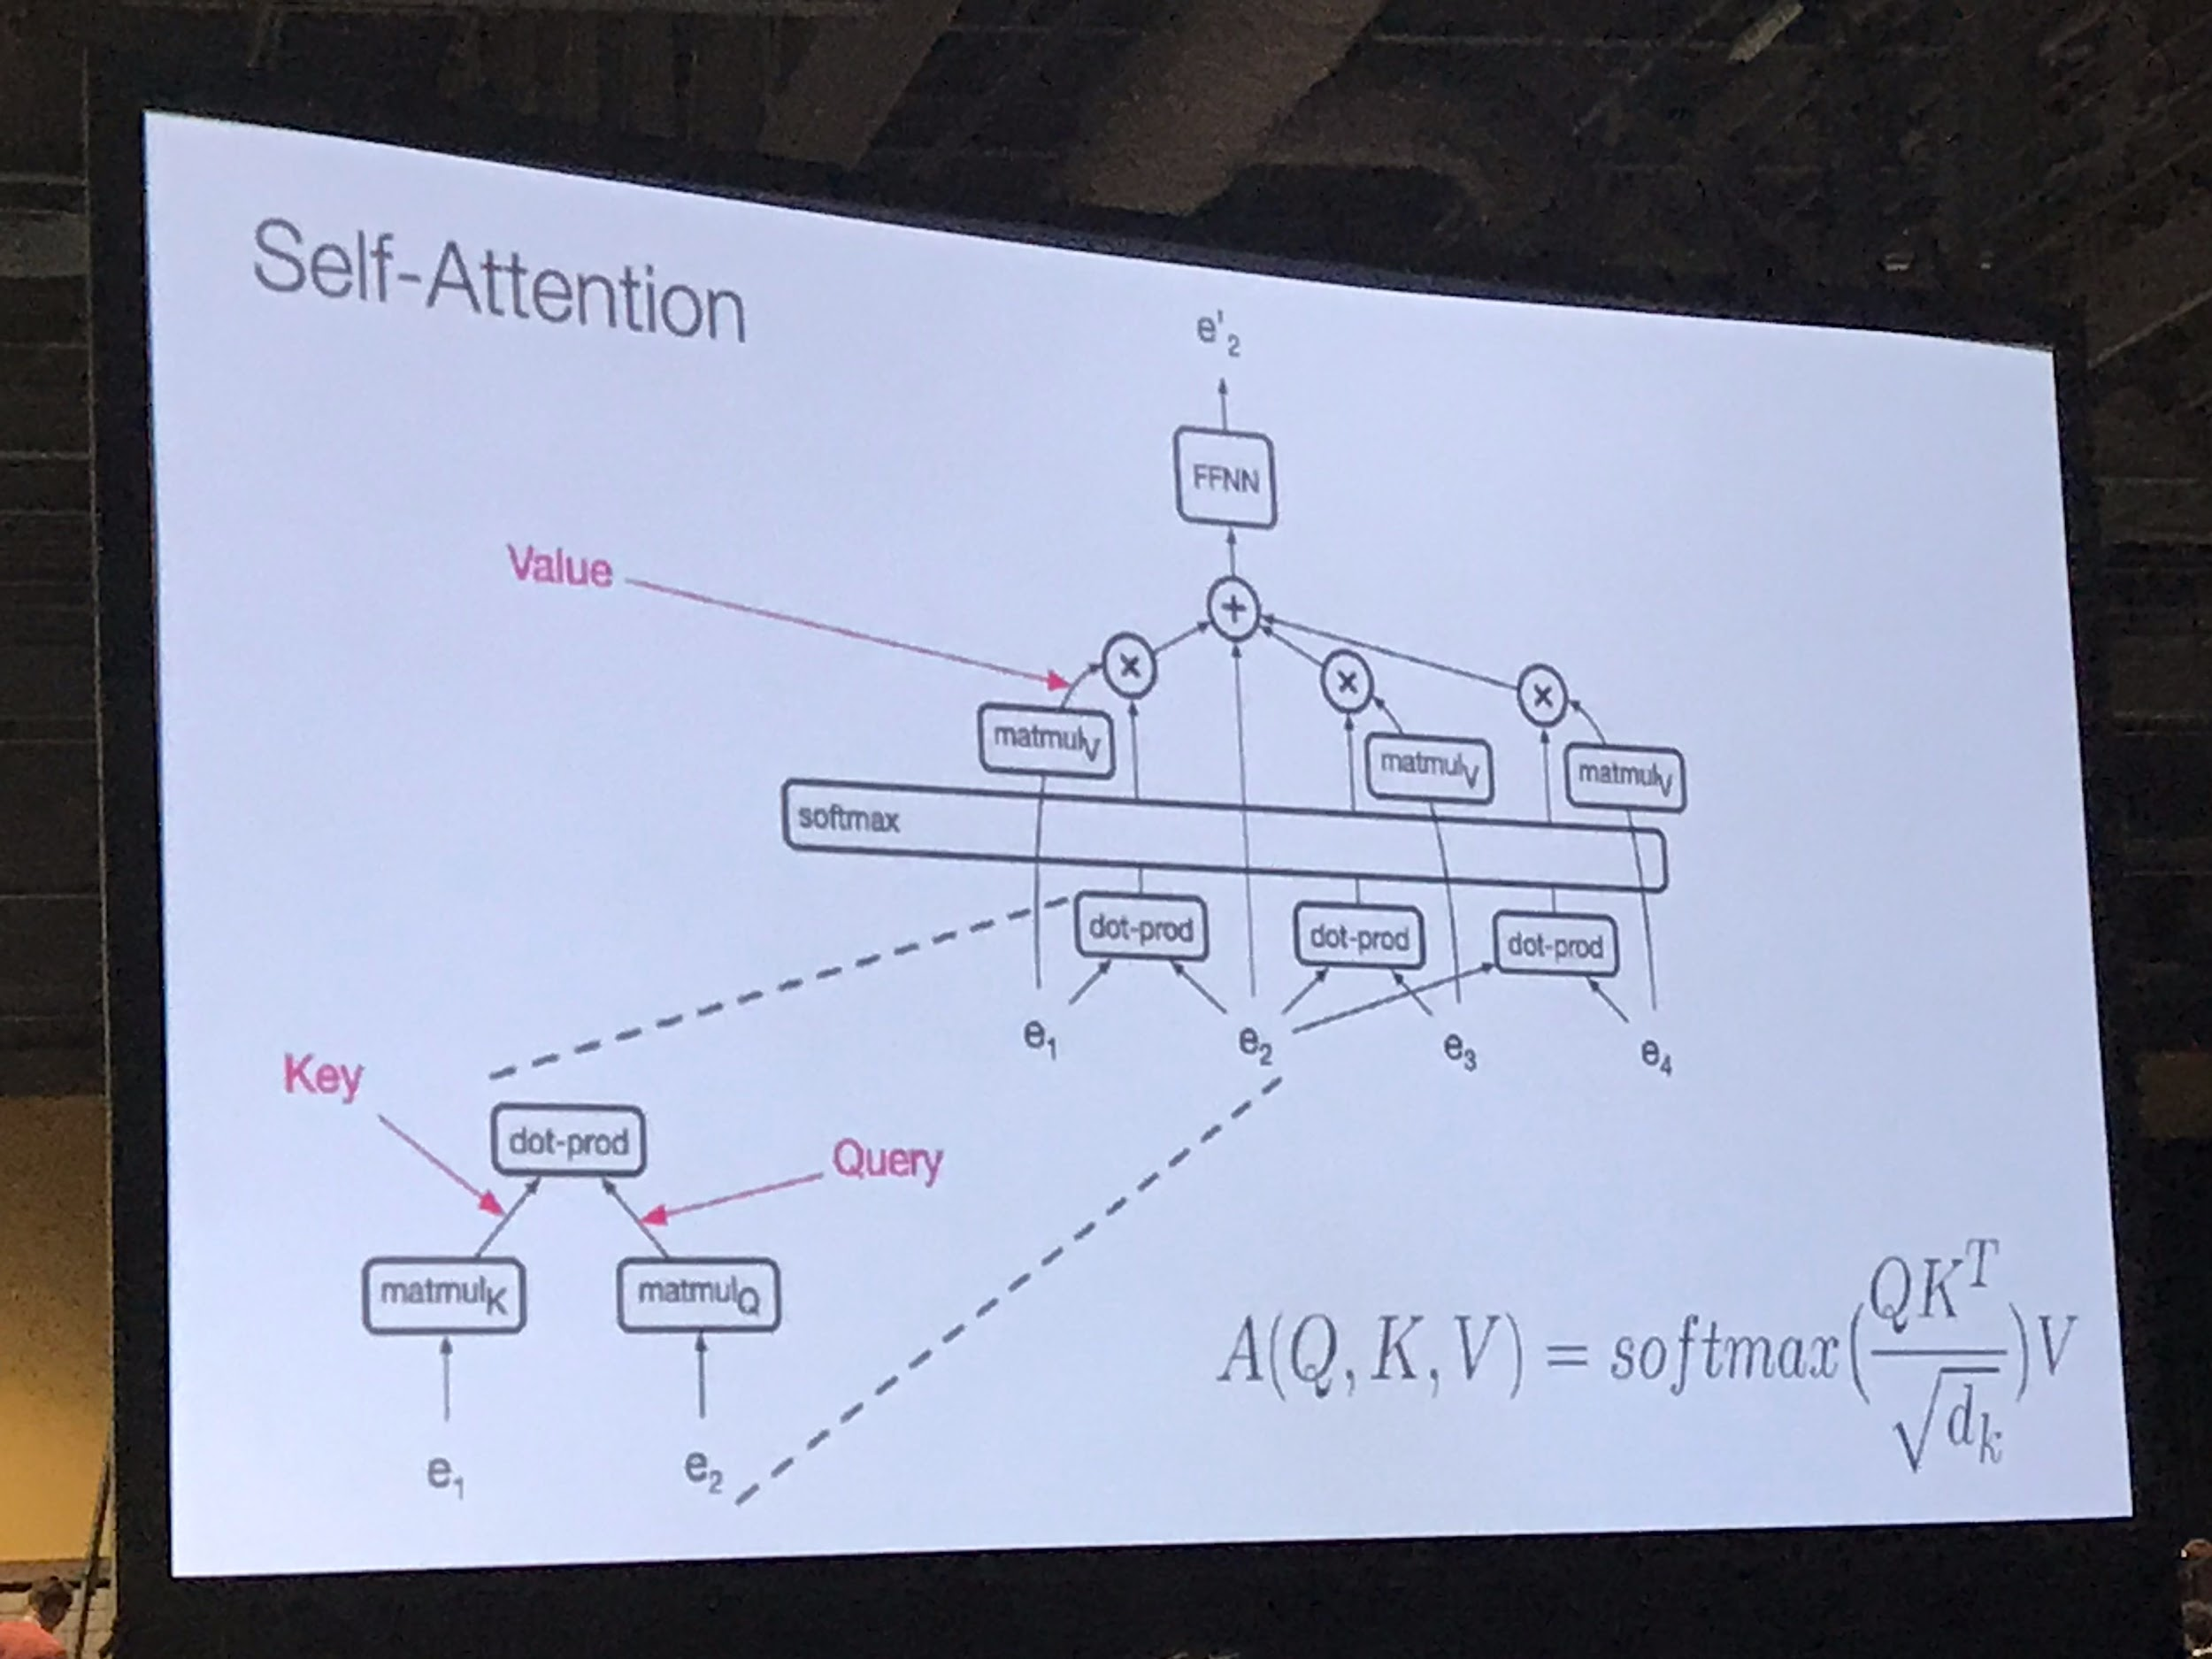 Self-Attention
e'₂
FFNN
Value
+
× × ×
matmulV matmulV matmulV
softmax
dot-prod dot-prod dot-prod
e₁ e₂ e₃ e₄
Key
dot-prod
Query
matmulK matmulQ
e₁ e₂
A(Q, K, V) = softmax(QKᵀ/√dₖ)V